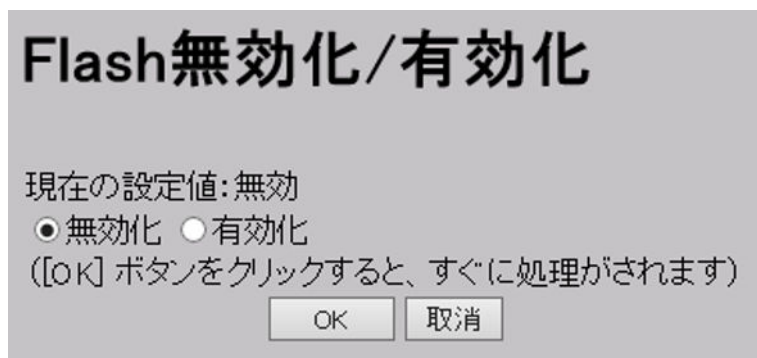 Flash無効化/有効化
現在の設定値:無効
無効化 有効化
([OK] ボタンをクリックすると、すぐに処理がされます)
OK 取消